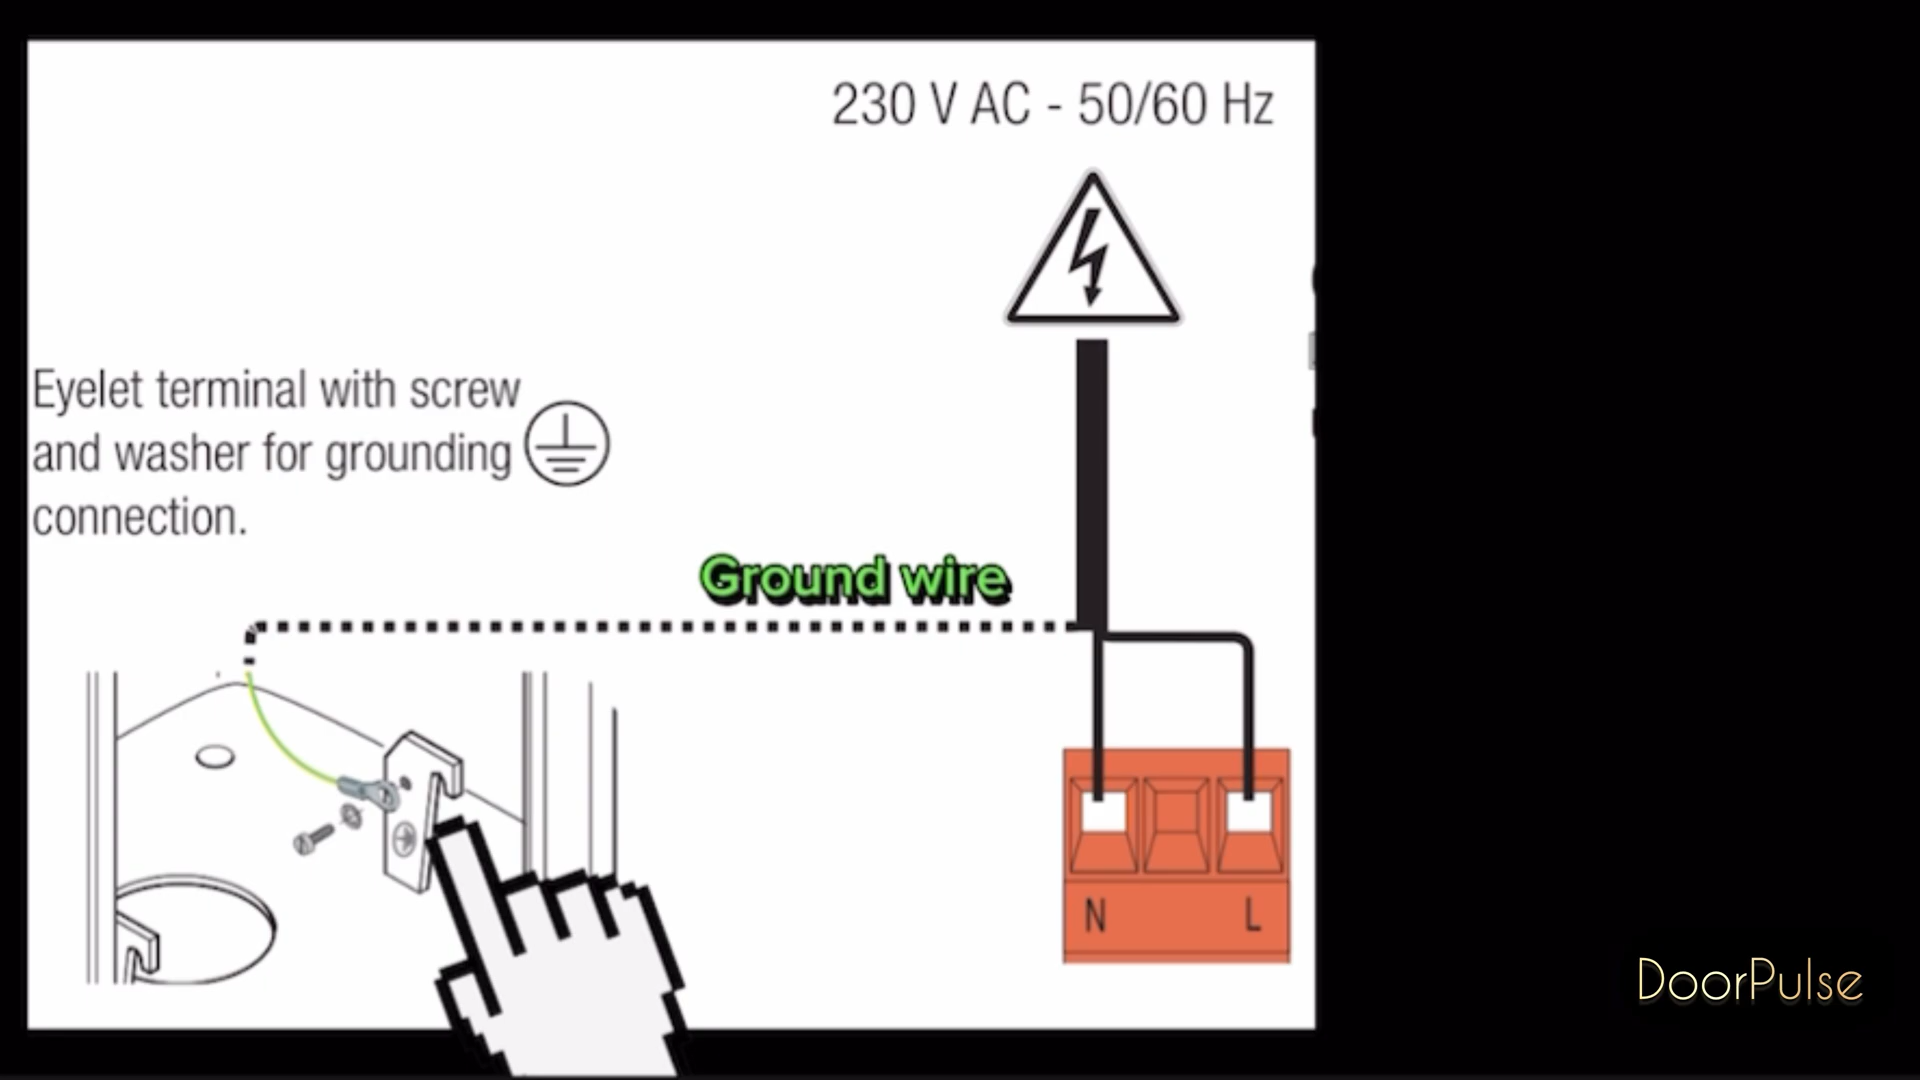 230 V AC - 50/60 Hz
Eyelet terminal with screw
and washer for grounding
connection.
Ground wire
N
L
DoorPulse